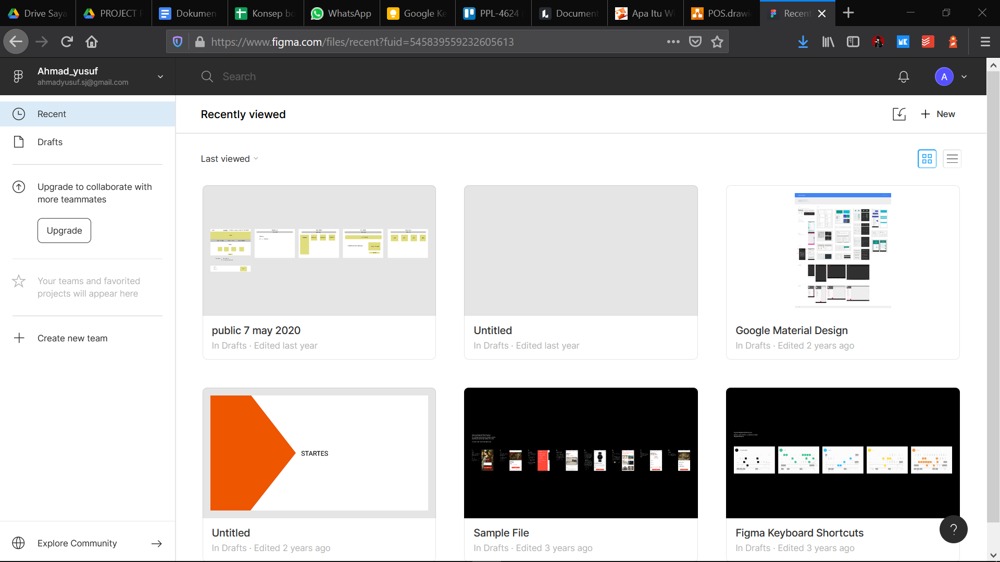 Drive Saya
PROJECT P
Dokumen
Konsep bo
WhatsApp
Google Ke
PPL-4624
Document
Apa Itu Wi
POS.drawi
Recent
https://www.figma.com/files/recent?fuid=545839559232605613
Ahmad_yusuf
ahmadyusuf.sj@gmail.com
Search
A
Recent
Drafts
Upgrade to collaborate with
more teammates
Upgrade
Your teams and favorited
projects will appear here
Create new team
Explore Community
Recently viewed
New
Last viewed
public 7 may 2020
In Drafts · Edited last year
Untitled
In Drafts · Edited last year
Google Material Design
In Drafts · Edited 2 years ago
STARTES
Untitled
In Drafts · Edited 2 years ago
Sample File
In Drafts · Edited 3 years ago
Figma Keyboard Shortcuts
In Drafts · Edited 3 years ago
?